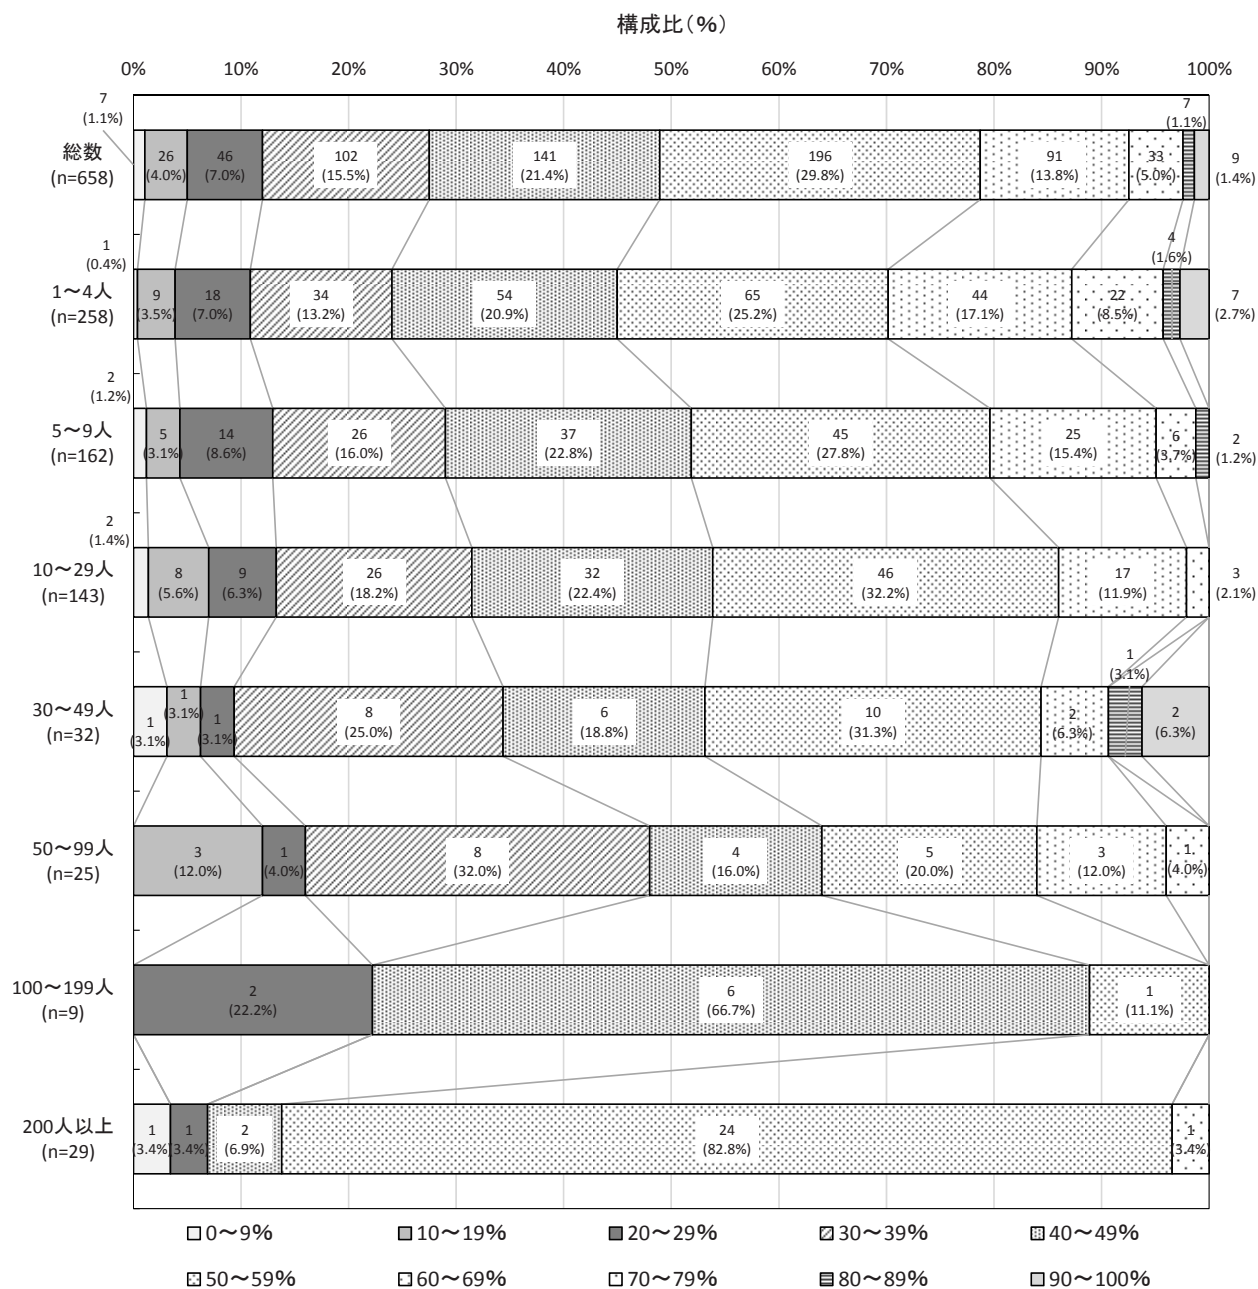 構成比(%)
0% 10% 20% 30% 40% 50% 60% 70% 80% 90% 100%
7
(1.1%)
7
(1.1%)
総数
(n=658)
26 46 102 141 196 91 33 9
(4.0%) (7.0%) (15.5%) (21.4%) (29.8%) (13.8%) (5.0%) (1.4%)
1
(0.4%)
4
(1.6%)
1～4人
(n=258)
9 18 34 54 65 44 22 7
(3.5%) (7.0%) (13.2%) (20.9%) (25.2%) (17.1%) (8.5%) (2.7%)
2
(1.2%)
5～9人
(n=162)
5 14 26 37 45 25 6 2
(3.1%) (8.6%) (16.0%) (22.8%) (27.8%) (15.4%) (3.7%) (1.2%)
2
(1.4%)
10～29人
(n=143)
8 9 26 32 46 17 3
(5.6%) (6.3%) (18.2%) (22.4%) (32.2%) (11.9%) (2.1%)
1
(3.1%)
30～49人
(n=32)
1 1 1 8 6 10 2 2
(3.1%) (3.1%) (3.1%) (25.0%) (18.8%) (31.3%) (6.3%) (6.3%)
50～99人
(n=25)
3 1 8 4 5 3 1
(12.0%) (4.0%) (32.0%) (16.0%) (20.0%) (12.0%) (4.0%)
100～199人
(n=9)
2 6 1
(22.2%) (66.7%) (11.1%)
200人以上
(n=29)
1 1 2 24 1
(3.4%) (3.4%) (6.9%) (82.8%) (3.4%)
0～9% 10～19% 20～29% 30～39% 40～49%
50～59% 60～69% 70～79% 80～89% 90～100%